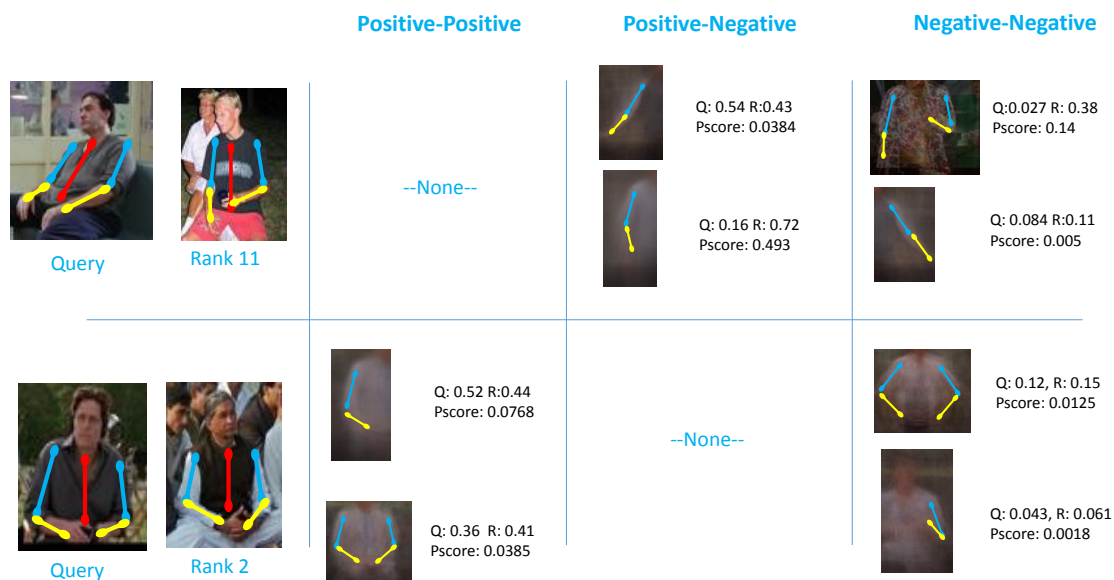 Positive-Positive
Positive-Negative
Negative-Negative
Query
Rank 11
--None--
Q: 0.54 R:0.43
Pscore: 0.0384
Q: 0.16 R: 0.72
Pscore: 0.493
Q:0.027 R: 0.38
Pscore: 0.14
Q: 0.084 R:0.11
Pscore: 0.005
Query
Rank 2
Q: 0.52 R:0.44
Pscore: 0.0768
Q: 0.36 R: 0.41
Pscore: 0.0385
--None--
Q: 0.12, R: 0.15
Pscore: 0.0125
Q: 0.043, R: 0.061
Pscore: 0.0018